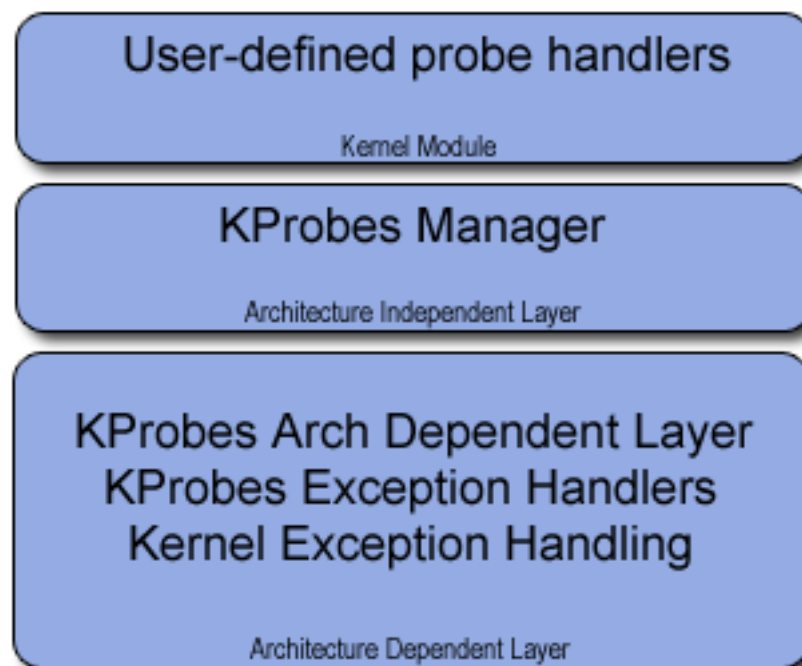 User-defined probe handlers
Kernel Module
KProbes Manager
Architecture Independent Layer
KProbes Arch Dependent Layer
KProbes Exception Handlers
Kernel Exception Handling
Architecture Dependent Layer